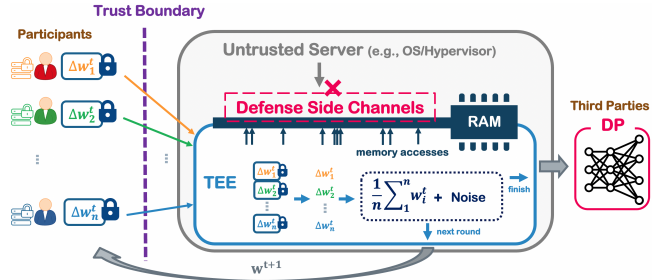 Trust Boundary
Participants
Δw₁ᵗ
Δw₂ᵗ
Δwₙᵗ
Untrusted Server (e.g., OS/Hypervisor)
Defense Side Channels
RAM
memory accesses
TEE
Δw₁ᵗ
Δw₂ᵗ
Δwₙᵗ
Δw₁ᵗ
Δw₂ᵗ
Δwₙᵗ
1/n ∑₁ⁿ wᵢᵗ + Noise
finish
next round
wᵗ⁺¹
Third Parties
DP